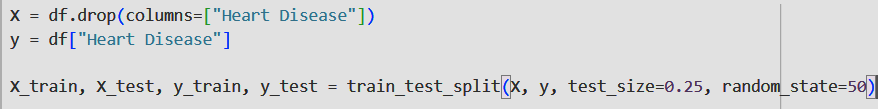 X = df.drop(columns=["Heart Disease"])
y = df["Heart Disease"]
X_train, X_test, y_train, y_test = train_test_split(X, y, test_size=0.25, random_state=50)